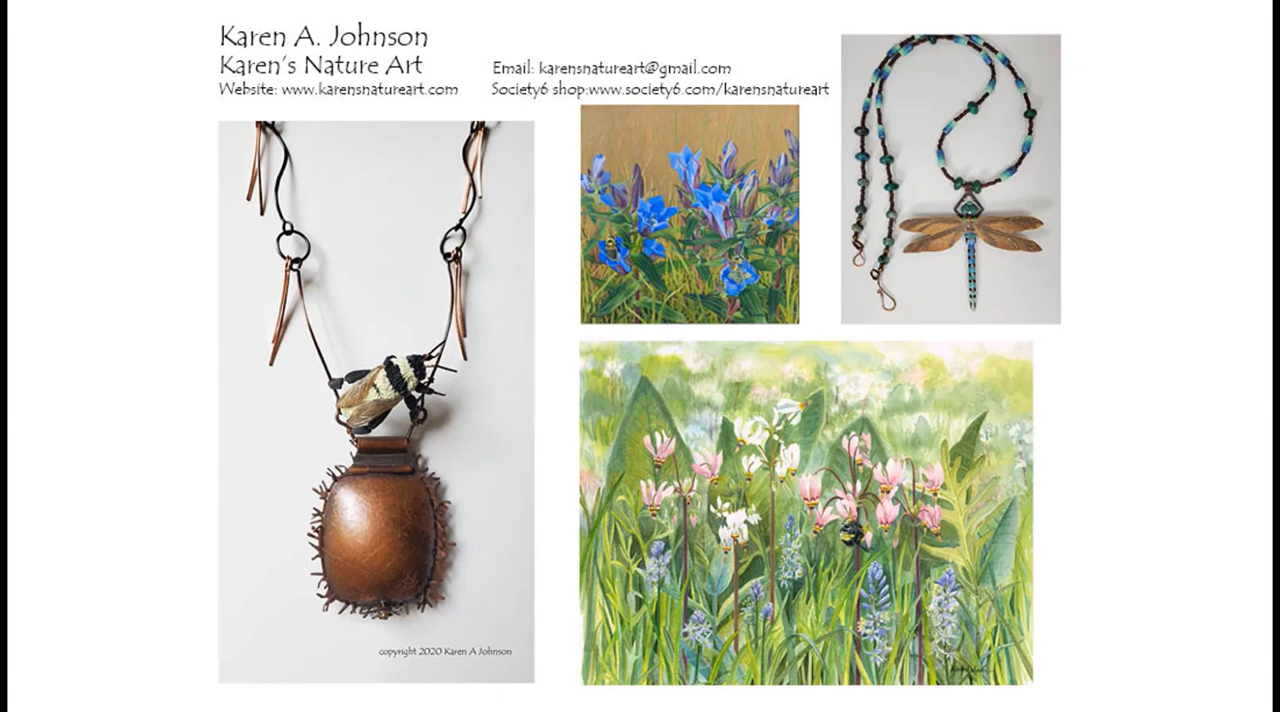 Karen A. Johnson
Karen's Nature Art
Website: www.karensnatureart.com
Email: karensnatureart@gmail.com
Society6 shop:www.society6.com/karensnatureart
copyright 2020 Karen A Johnson